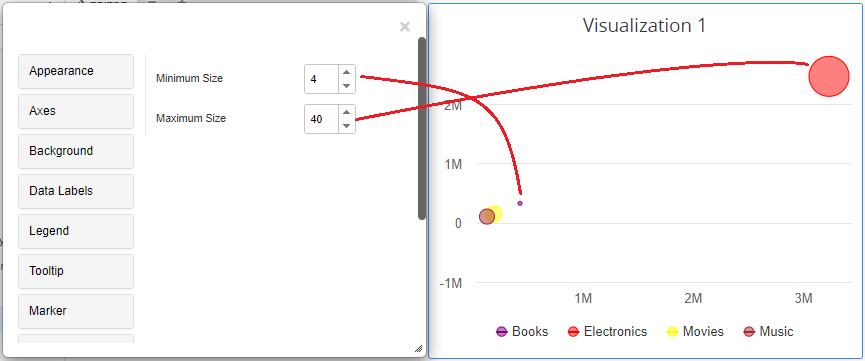 ×
Appearance
Axes
Background
Data Labels
Legend
Tooltip
Marker
Minimum Size 4
Maximum Size 40
Visualization 1
2M
1M
0
-1M
1M 2M 3M
Books Electronics Movies Music